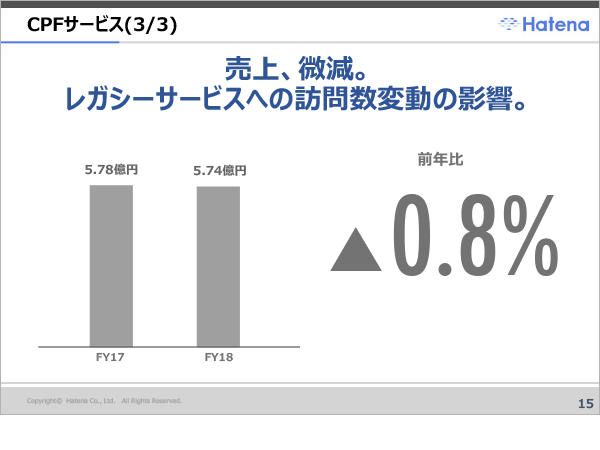 CPFサービス(3/3)
Hatena
売上、微減。
レガシーサービスへの訪問数変動の影響。
前年比
5.78億円
5.74億円
▲0.8%
FY17
FY18
Copyright© Hatena Co., Ltd. All Rights Reserved.
15